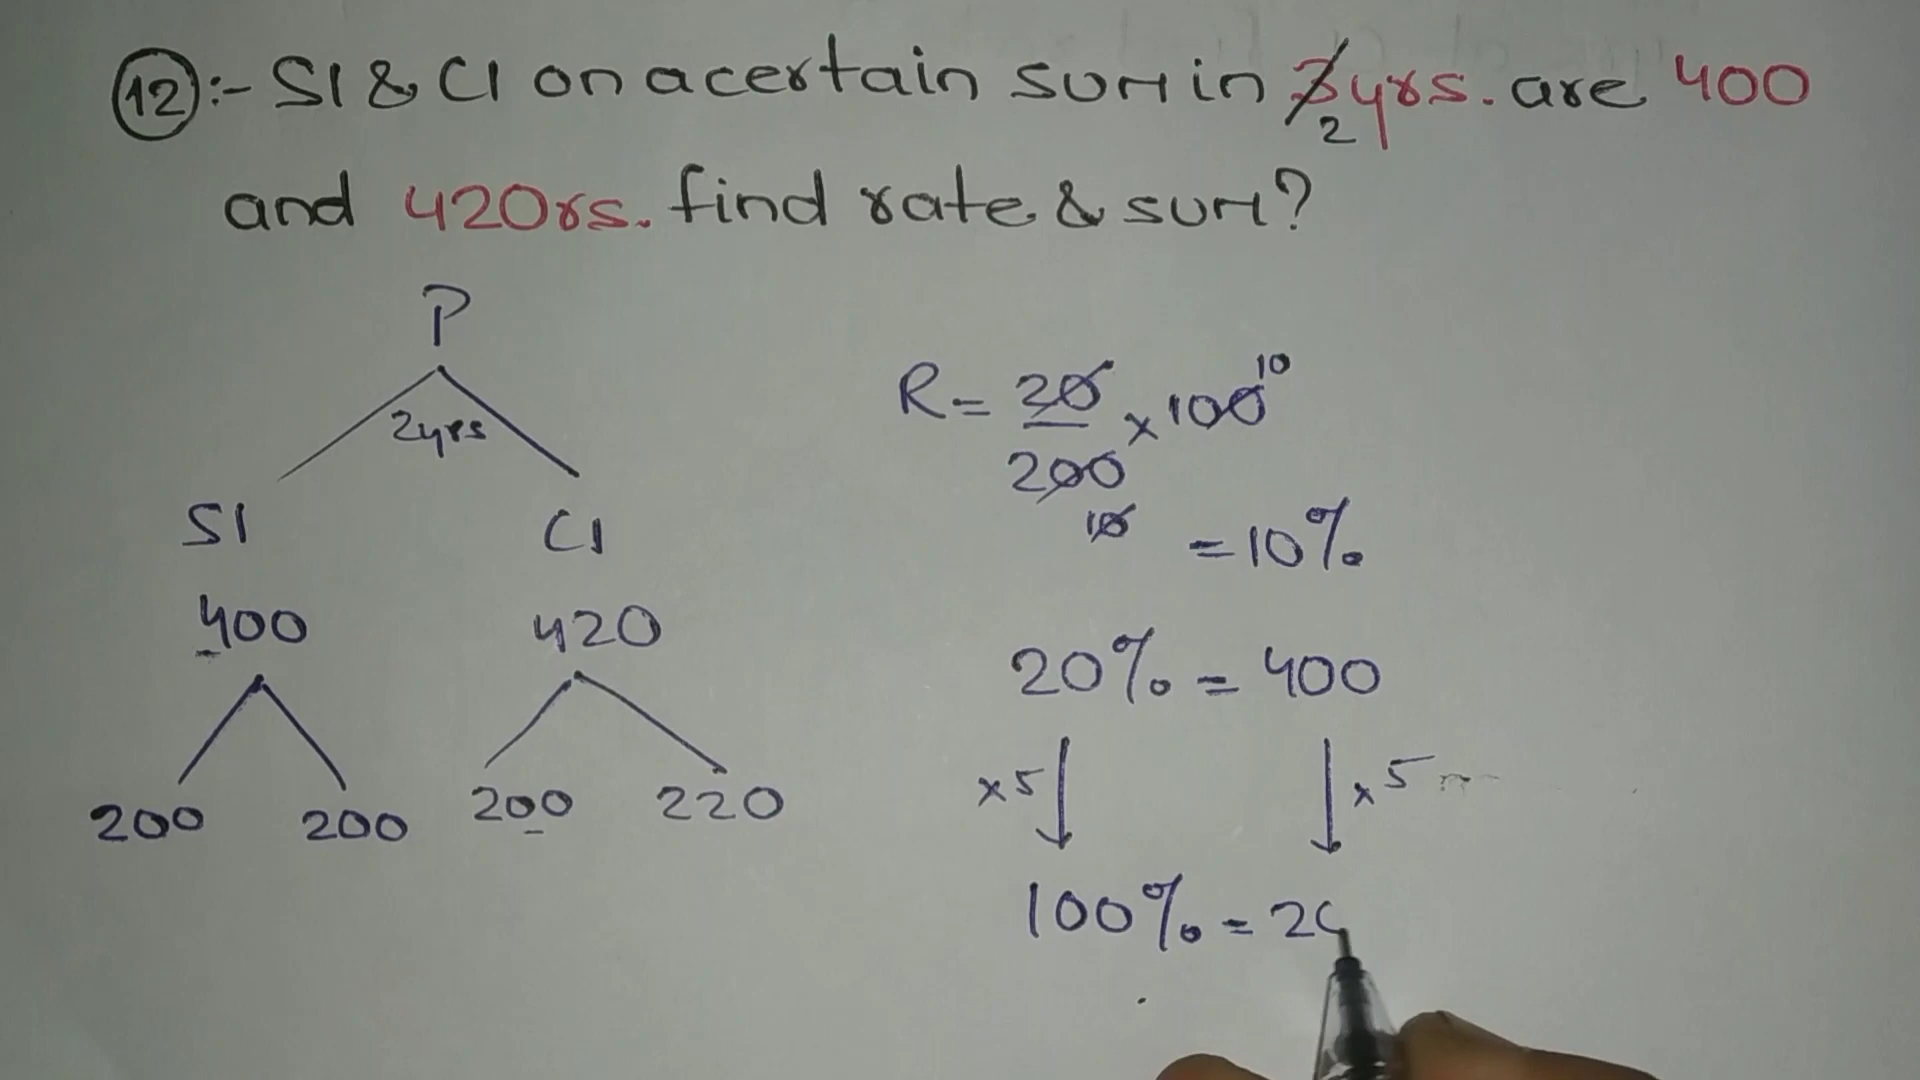 12:- SI & CI on a certain sum in 3 2 yrs. are 400
and 420rs. find rate & sum?
P
2yrs
SI CI
400 420
200 200 200 220
R = 20/200 × 100 10
10
= 10%
20% = 400
×5 ×5
100% = 20